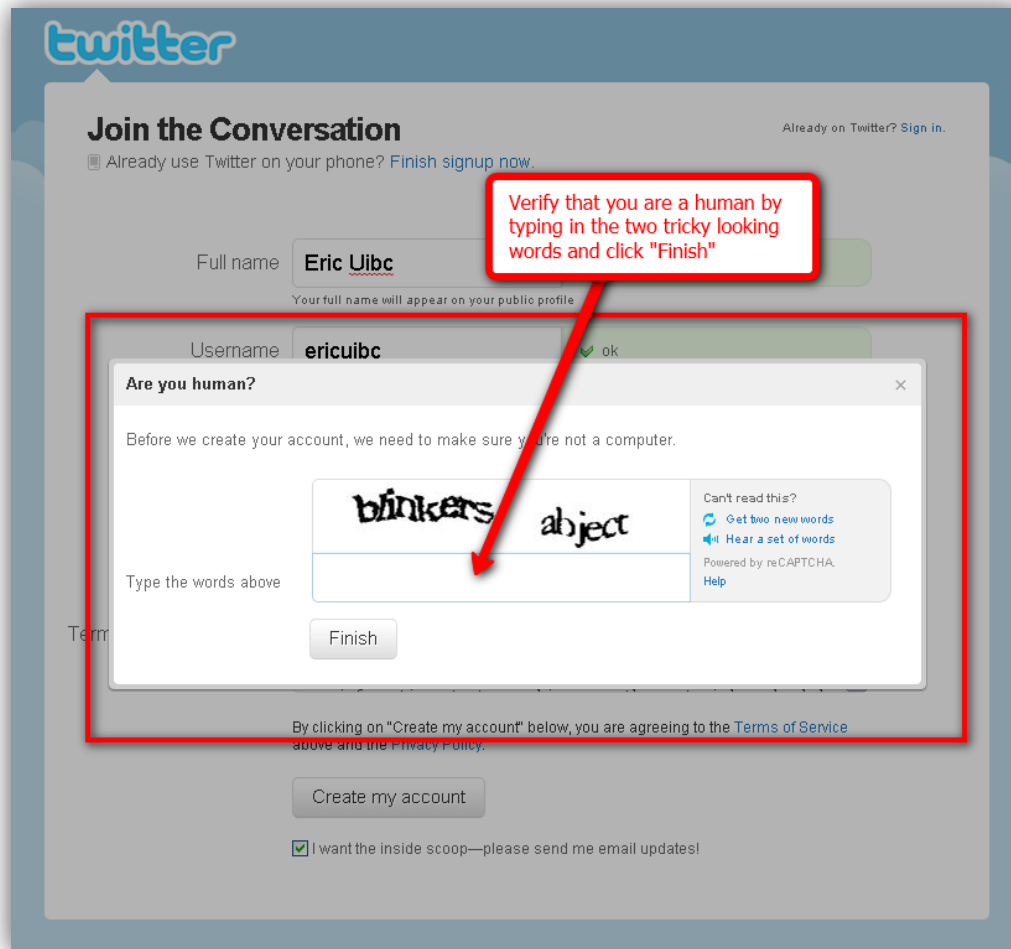 twitter
Join the Conversation
Already on Twitter? Sign in.
Already use Twitter on your phone? Finish signup now.
Verify that you are a human by
typing in the two tricky looking
words and click "Finish"
Full name
Eric Uibc
Your full name will appear on your public profile
Username
ericuibc
ok
Are you human?
×
Before we create your account, we need to make sure you're not a computer.
blinkers abject
Can't read this?
Get two new words
Hear a set of words
Powered by reCAPTCHA.
Help
Type the words above
Finish
Term
By clicking on "Create my account" below, you are agreeing to the Terms of Service
above and the Privacy Policy.
Create my account
I want the inside scoop—please send me email updates!